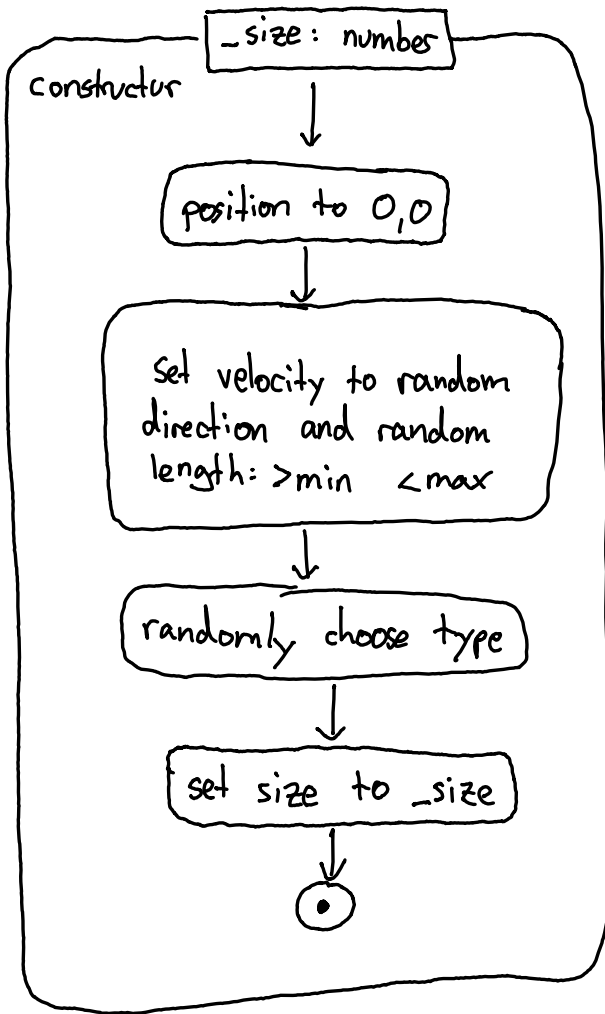 _size: number
constructur
position to 0,0
set velocity to random
direction and random
length: >min <max
randomly choose type
set size to _size